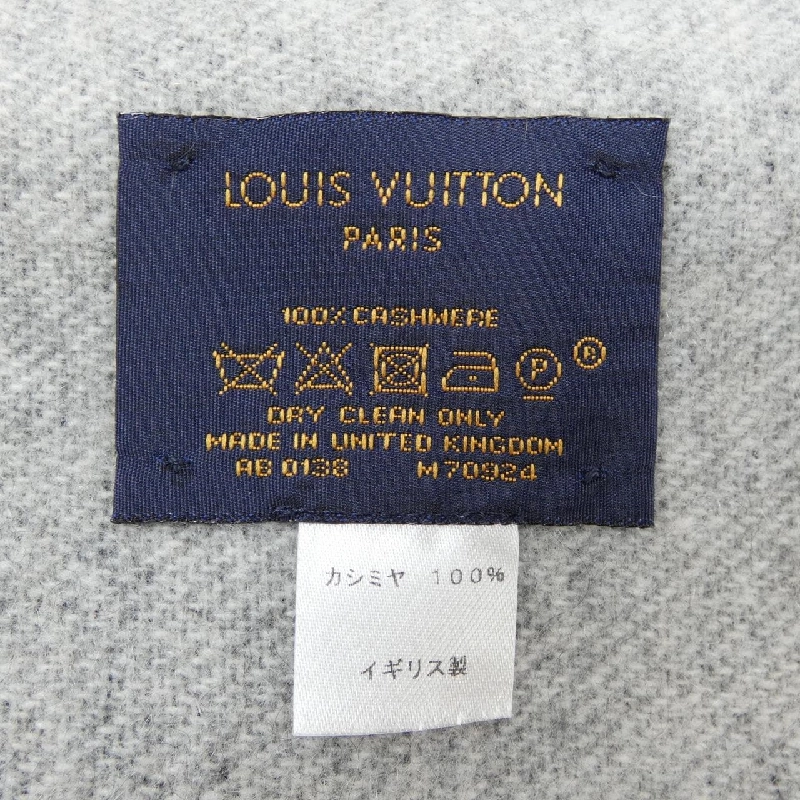 LOUIS VUITTON
PARIS
100% CASHMERE
P
®
DRY CLEAN ONLY
MADE IN UNITED KINGDOM
AB 0138 M70924
カシミヤ 100%
イギリス製